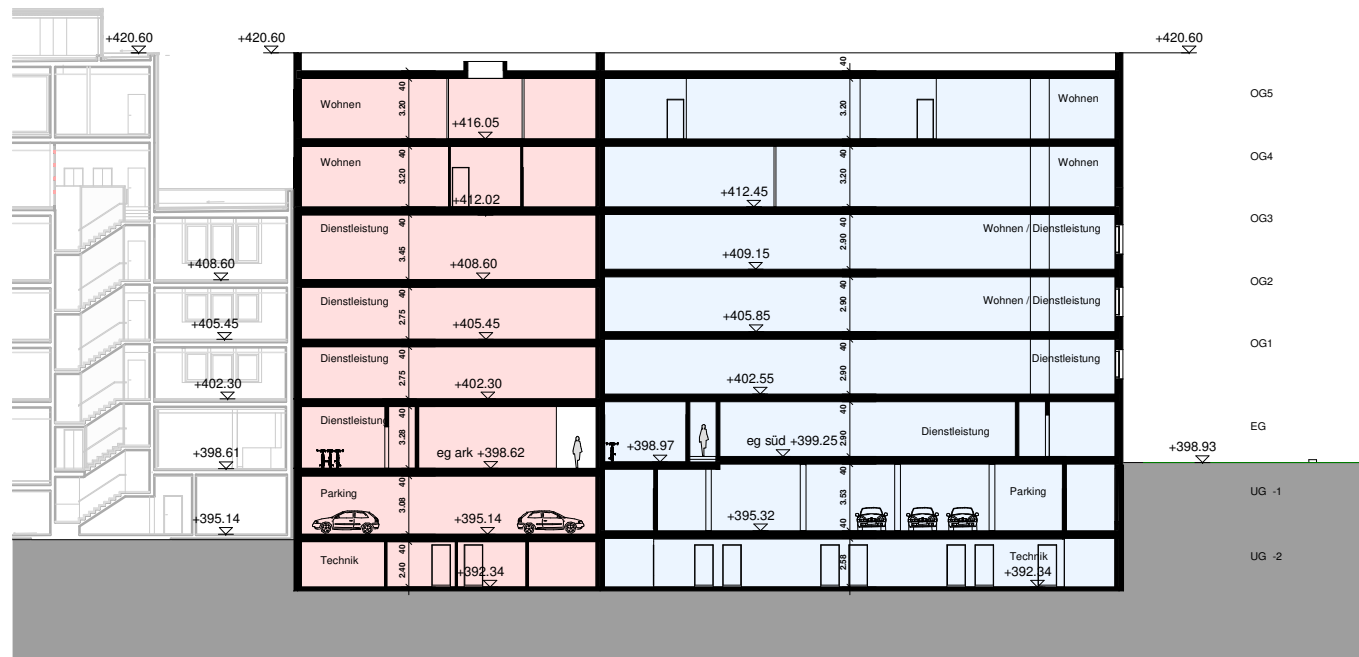 +420.60 +420.60 +420.60
40
40 40 OG5
Wohnen Wohnen
3.20 3.20
+416.05
40 40 OG4
Wohnen Wohnen
3.20 3.20
+412.02 +412.45
40 40 OG3
Dienstleistung Wohnen / Dienstleistung
3.45 2.90
+408.60 +408.60 +409.15
40 40 OG2
Dienstleistung Wohnen / Dienstleistung
2.75 2.90
+405.45 +405.45 +405.85
40 40 OG1
Dienstleistung Dienstleistung
2.75 2.90
+402.30 +402.30 +402.55
40 40 EG
Dienstleistung Dienstleistung
3.28 2.90
+398.61 eg ark +398.62 +398.97 eg süd +399.25 +398.93
40 40 UG -1
Parking Parking
3.08 3.53
+395.14 +395.14 +395.32
40 40 UG -2
Technik Technik
2.40 2.58
+392.34 +392.34